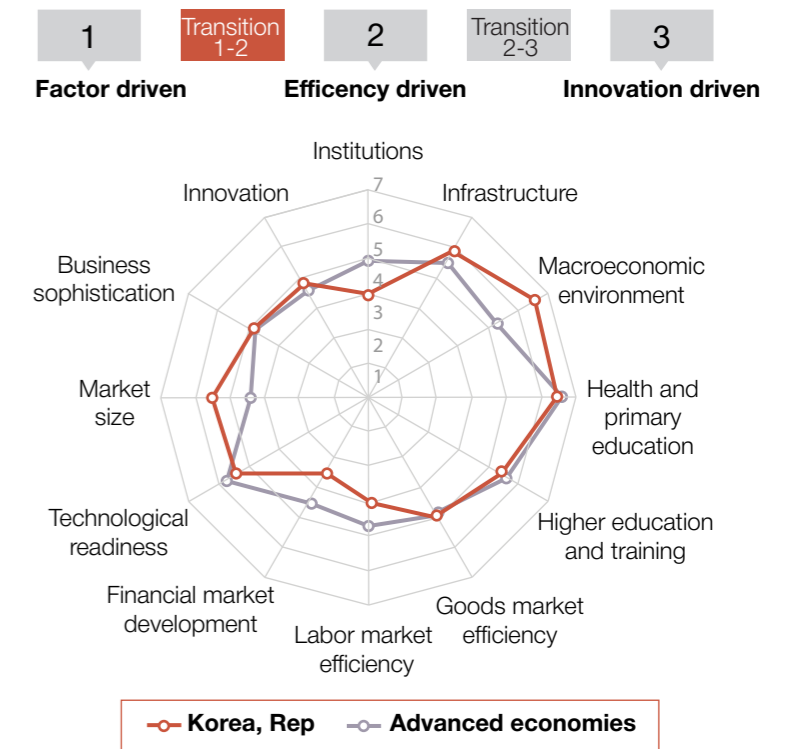 1
Transition
1-2
2
Transition
2-3
3
Factor driven
Efficency driven
Innovation driven
Institutions
Innovation
Infrastructure
Business
sophistication
Macroeconomic
environment
Market
size
Health and
primary
education
Technological
readiness
Higher education
and training
Financial market
development
Goods market
efficiency
Labor market
efficiency
7
6
5
4
3
2
1
Korea, Rep
Advanced economies